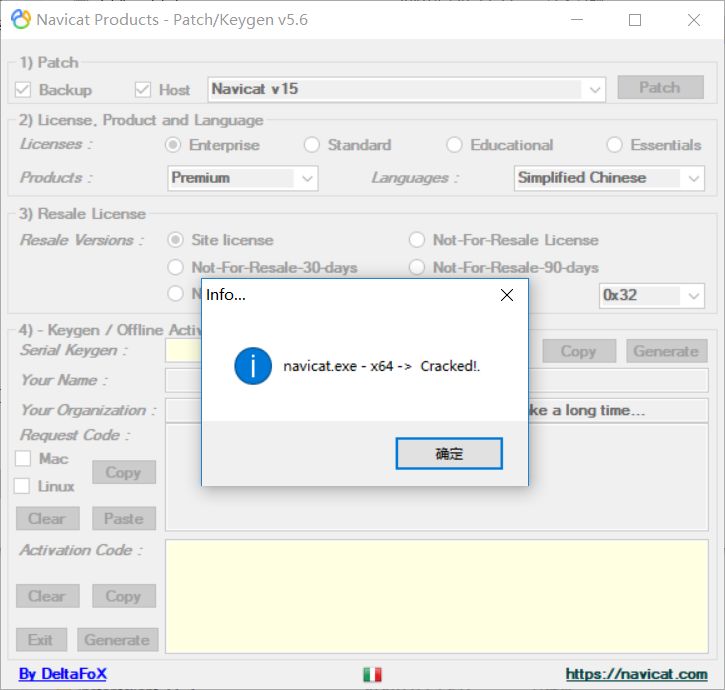 Navicat Products - Patch/Keygen v5.6
1) Patch
Backup Host Navicat v15 Patch
2) License, Product and Language
Licenses : Enterprise Standard Educational Essentials
Products : Premium Languages : Simplified Chinese
3) Resale License
Resale Versions : Site license Not-For-Resale License
Not-For-Resale-30-days Not-For-Resale-90-days
N 0x32
Info...
navicat.exe - x64 -> Cracked!.
确定
4) - Keygen / Offline Activ
Serial Keygen : Copy Generate
Your Name :
Your Organization : ke a long time...
Request Code :
Mac
Copy
Linux
Clear Paste
Activation Code :
Clear Copy
Exit Generate
By DeltaFoX https://navicat.com